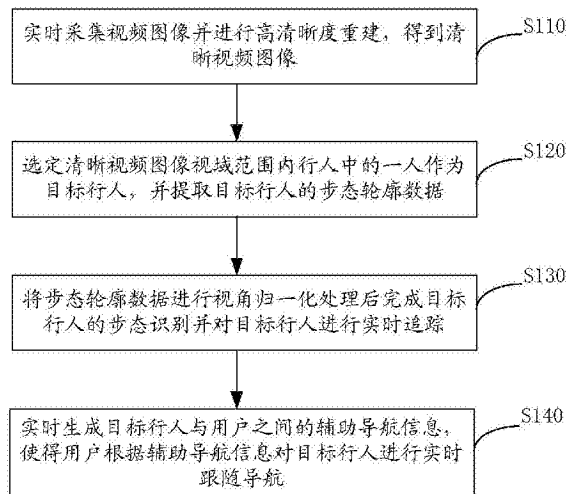 实时采集视频图像并进行高清晰度重建，得到清
晰视频图像
S110
选定清晰视频图像视域范围内行人中的一人作为
目标行人，并提取目标行人的步态轮廓数据
S120
将步态轮廓数据进行视角归一化处理后完成目标
行人的步态识别并对目标行人进行实时追踪
S130
实时生成目标行人与用户之间的辅助导航信息，
使得用户根据辅助导航信息对目标行人进行实时
跟随导航
S140